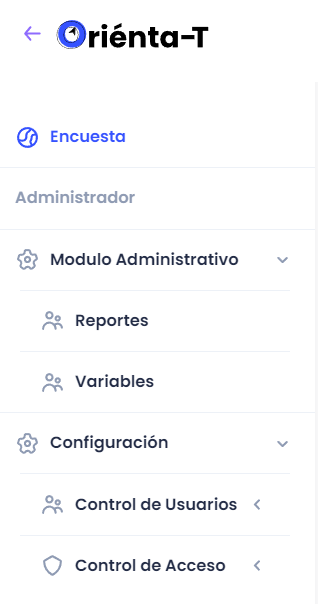 Oriénta-T
Encuesta
Administrador
Modulo Administrativo
Reportes
Variables
Configuración
Control de Usuarios
Control de Acceso